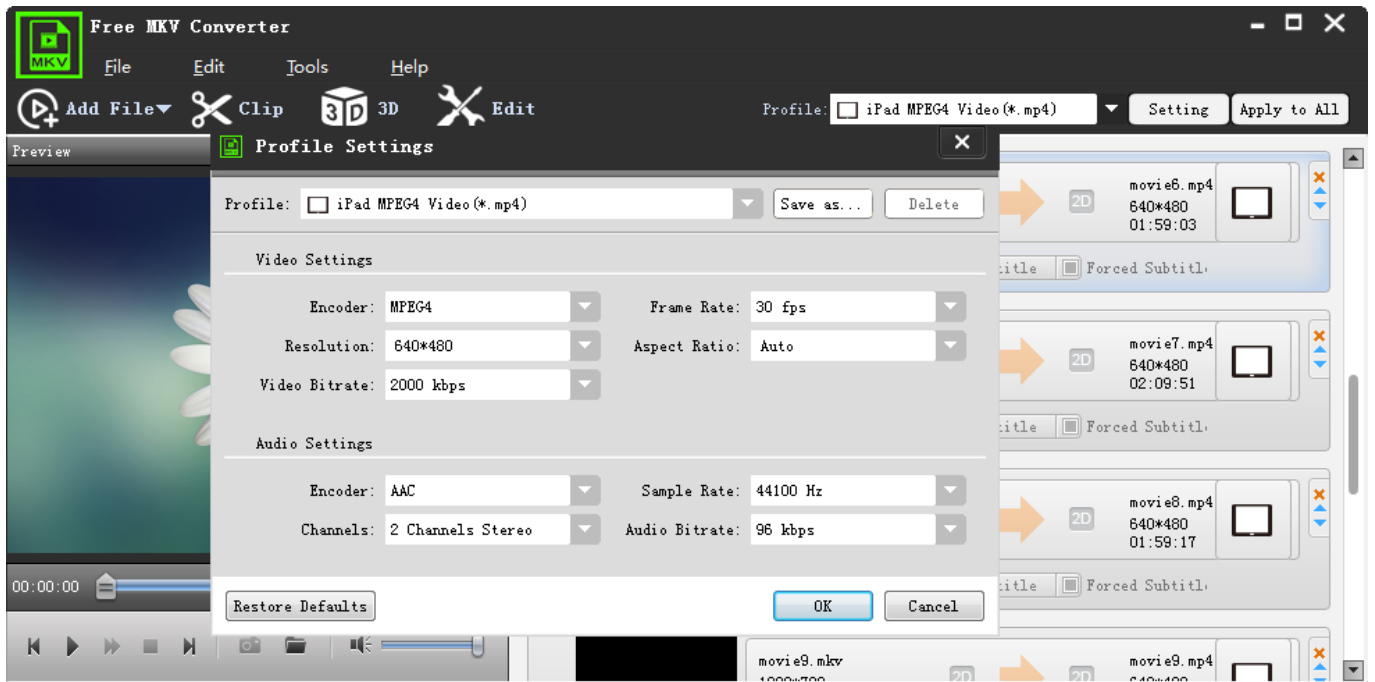 Free MKV Converter
MKV
File Edit Tools Help
Add File Clip 3D 3D Edit Profile: iPad MPEG4 Video(*.mp4) Setting Apply to All
Preview
Profile Settings
Profile: iPad MPEG4 Video(*.mp4) Save as... Delete
Video Settings
Encoder: MPEG4 Frame Rate: 30 fps
Resolution: 640*480 Aspect Ratio: Auto
Video Bitrate: 2000 kbps
Audio Settings
Encoder: AAC Sample Rate: 44100 Hz
Channels: 2 Channels Stereo Audio Bitrate: 96 kbps
Restore Defaults OK Cancel
2D
movie6.mp4
640*480
01:59:03
Forced Subtitl
2D
movie7.mp4
640*480
02:09:51
Forced Subtitl
2D
movie8.mp4
640*480
01:59:17
Forced Subtitl
00:00:00
movie9.mkv
2D
2D
movie9.mp4